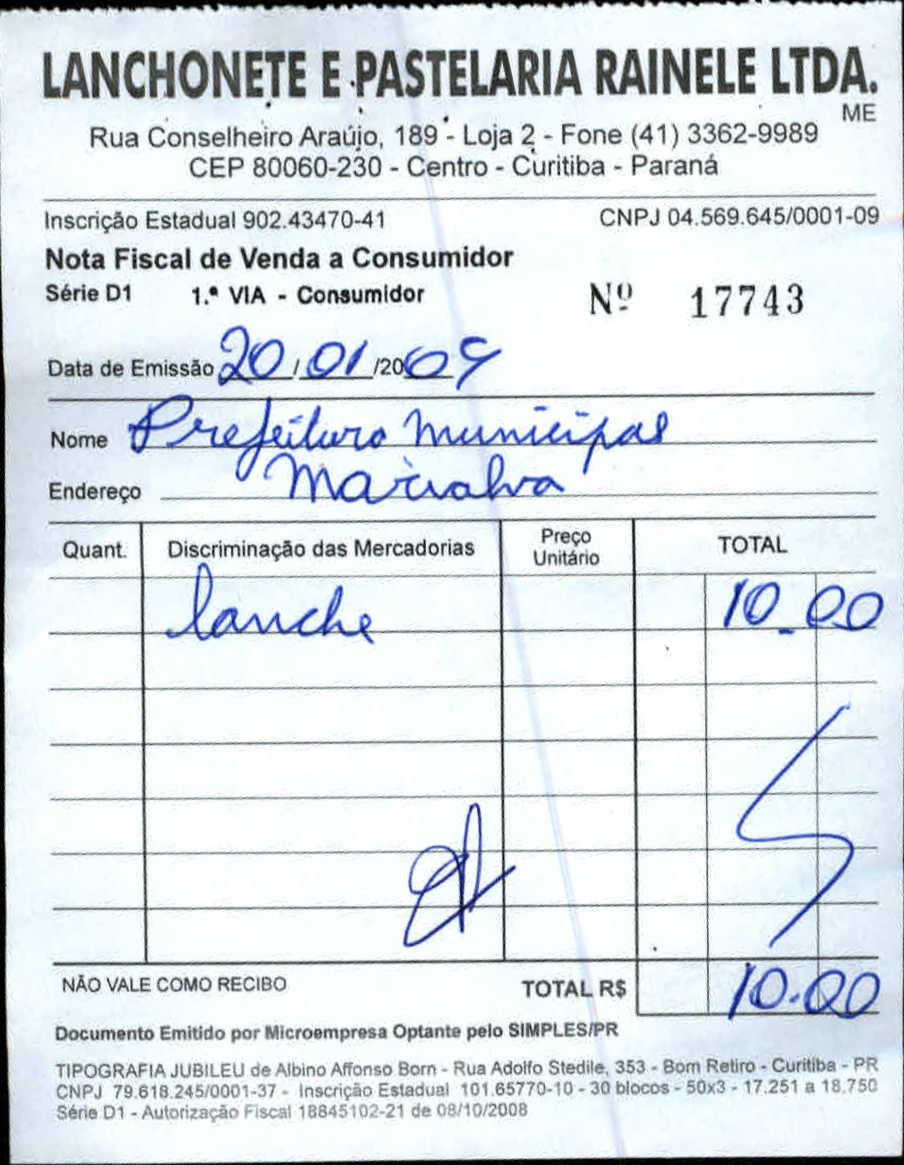 LANCHONETE E PASTELARIA RAINELE LTDA.
ME
Rua Conselheiro Araújo, 189 - Loja 2 - Fone (41) 3362-9989
CEP 80060-230 - Centro - Curitiba - Paraná
Inscrição Estadual 902.43470-41 CNPJ 04.569.645/0001-09
Nota Fiscal de Venda a Consumidor
Série D1 1.ª VIA - Consumidor Nº 17743
Data de Emissão 20/01/2009
Nome Prefeitura Municipal
Endereço Marialva
Quant. Discriminação das Mercadorias Preço Unitário TOTAL
lanche 10.00
NÃO VALE COMO RECIBO TOTAL R$ 10.00
Documento Emitido por Microempresa Optante pelo SIMPLES/PR
TIPOGRAFIA JUBILEU de Albino Affonso Born - Rua Adolfo Stedile, 353 - Bom Retiro - Curitiba - PR
CNPJ 79.618.245/0001-37 - Inscrição Estadual 101.65770-10 - 30 blocos - 50x3 - 17.251 a 18.750
Série D1 - Autorização Fiscal 18845102-21 de 08/10/2008